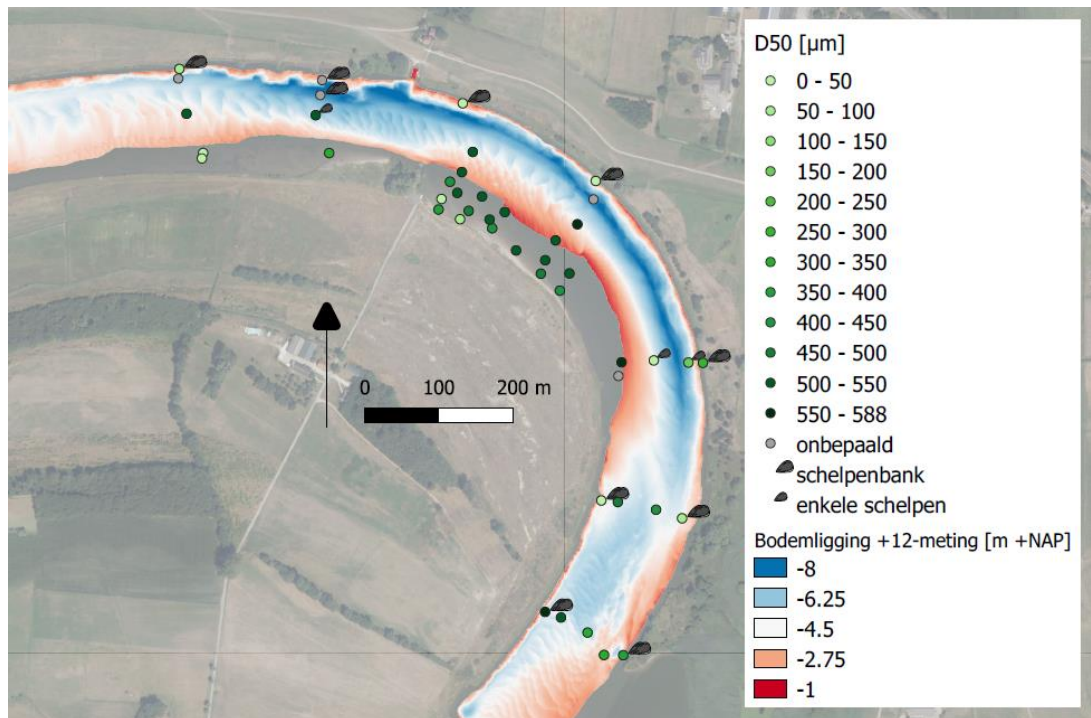 D50 [µm]
0 - 50
50 - 100
100 - 150
150 - 200
200 - 250
250 - 300
300 - 350
350 - 400
400 - 450
450 - 500
500 - 550
550 - 588
onbepaald
schelpenbank
enkele schelpen
Bodemligging +12-meting [m +NAP]
-8
-6.25
-4.5
-2.75
-1
0 100 200 m